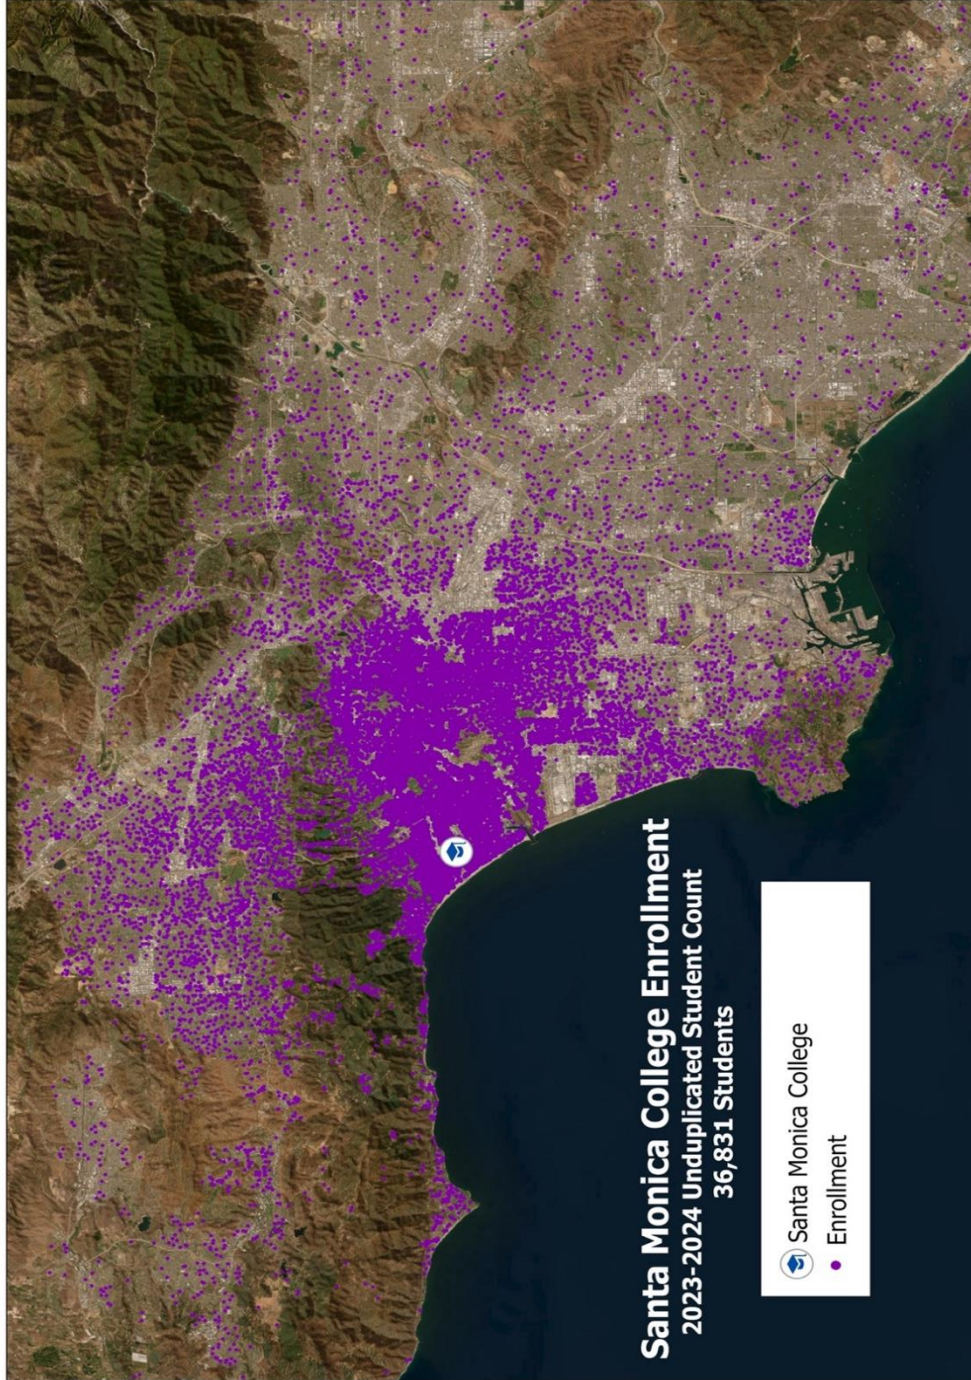 Santa Monica College Enrollment
2023-2024 Unduplicated Student Count
36,831 Students
Santa Monica College
Enrollment